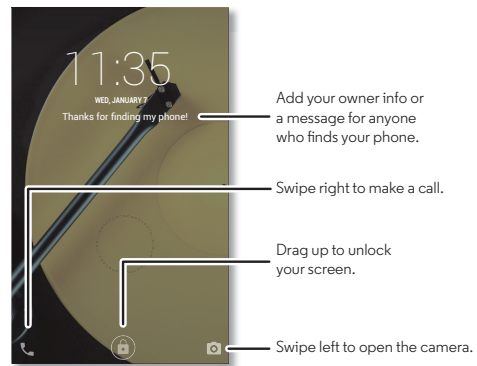 11:35
WED, JANUARY 7
Thanks for finding my phone!
Add your owner info or
a message for anyone
who finds your phone.
Swipe right to make a call.
Drag up to unlock
your screen.
Swipe left to open the camera.